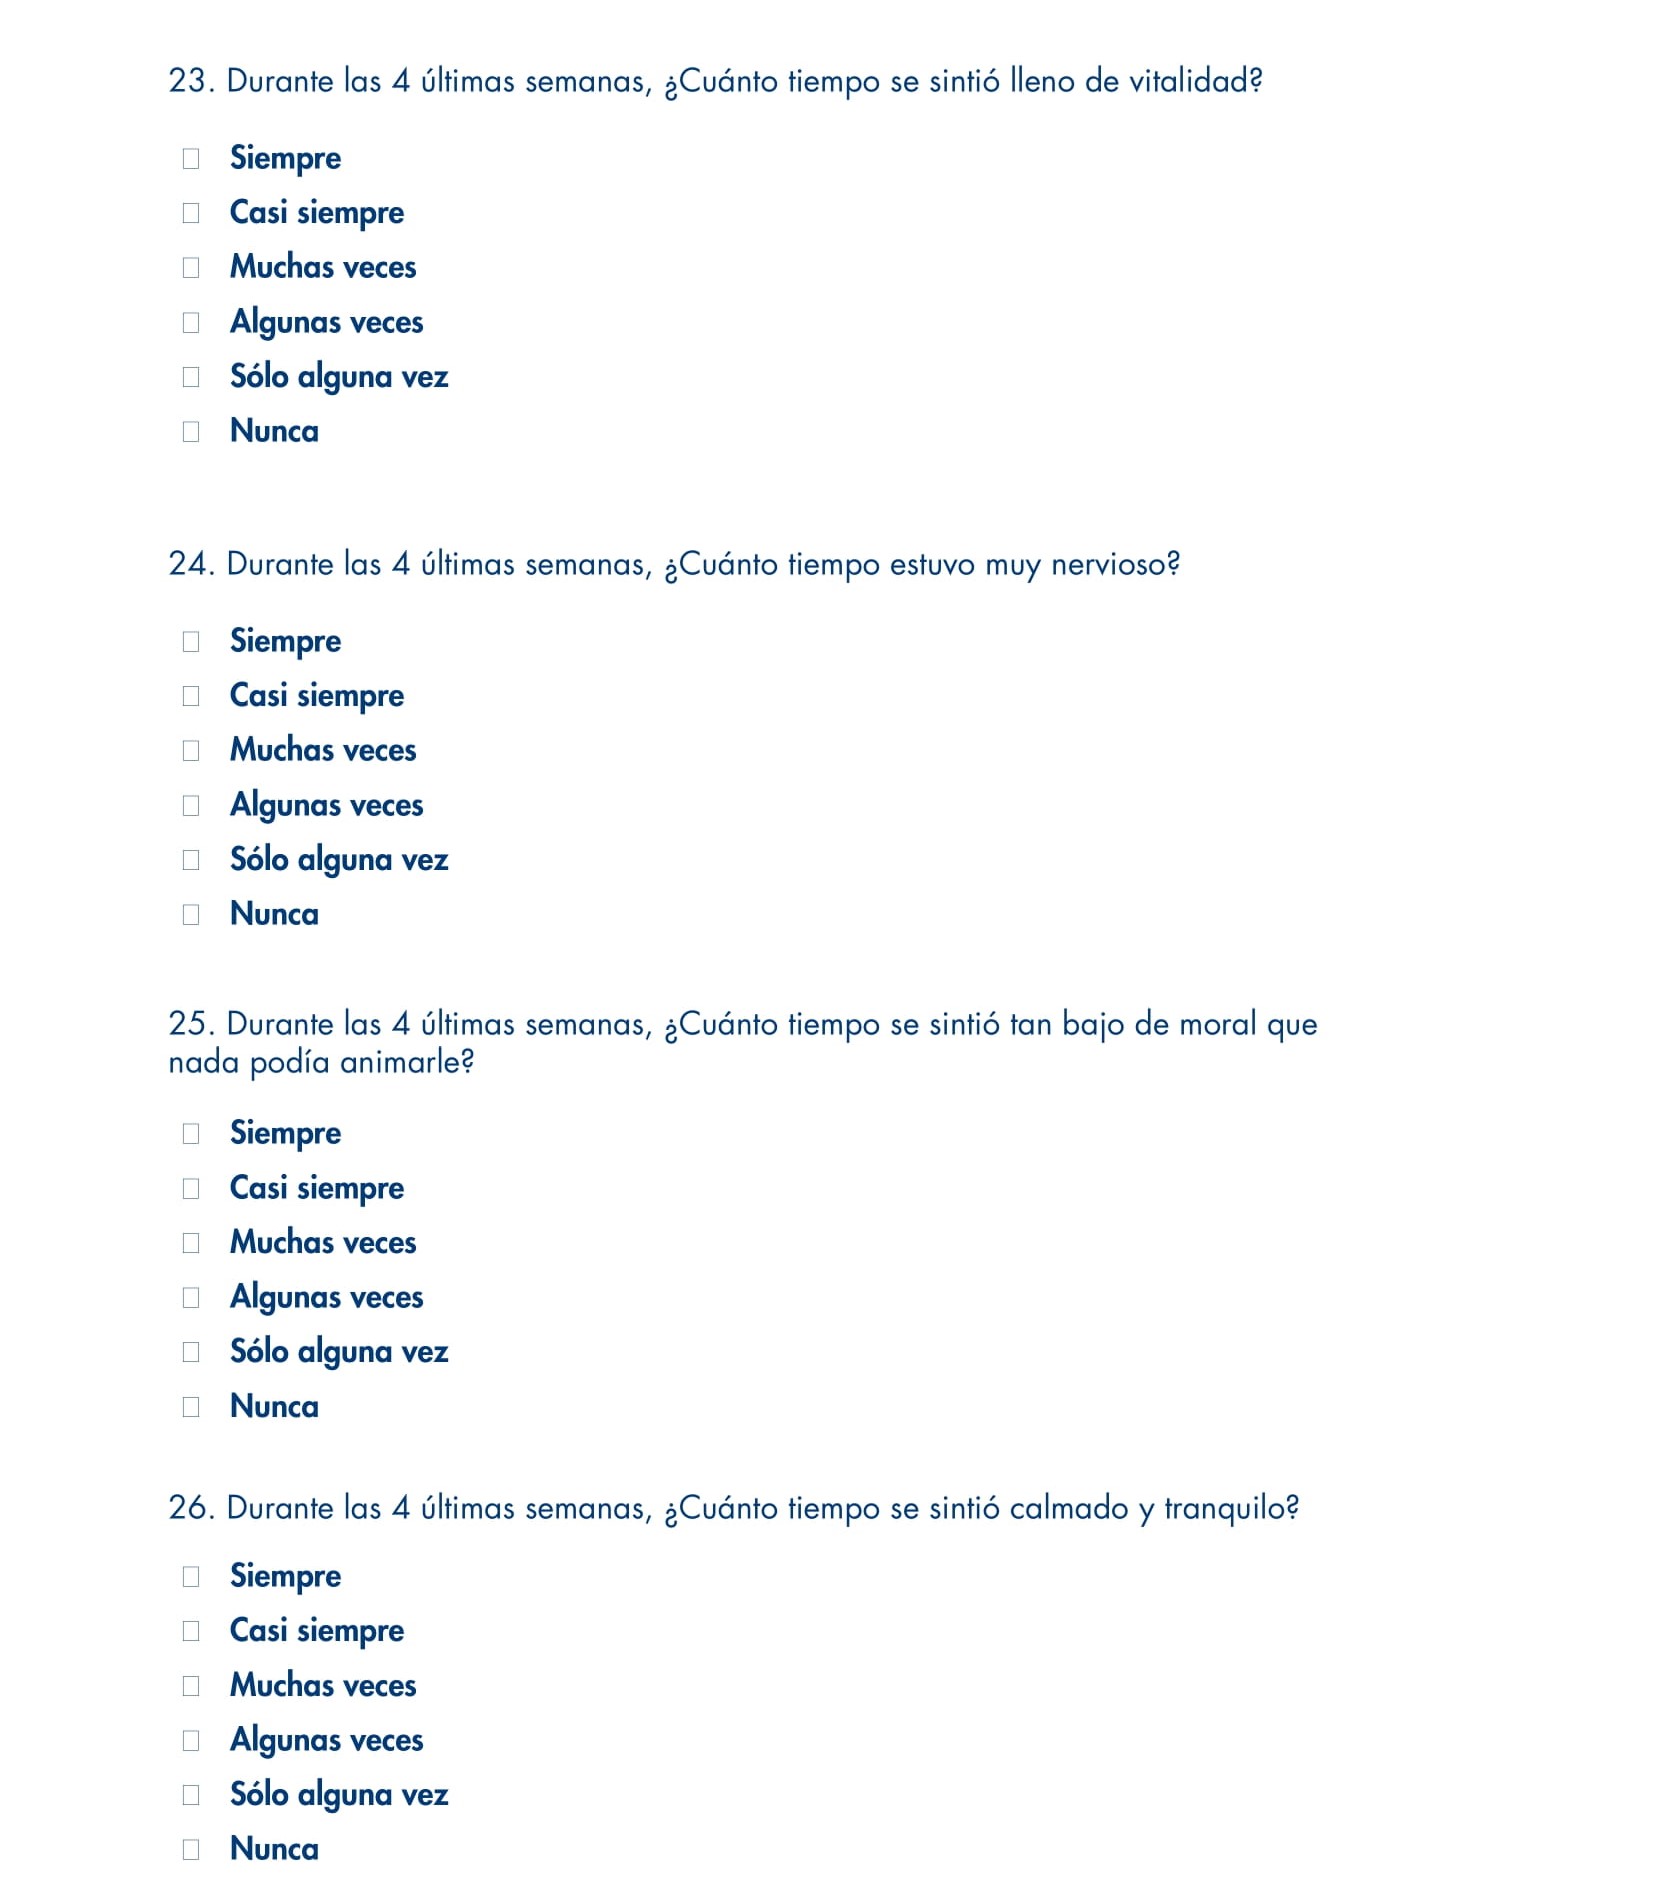 23. Durante las 4 últimas semanas, ¿Cuánto tiempo se sintió lleno de vitalidad?
Siempre
Casi siempre
Muchas veces
Algunas veces
Sólo alguna vez
Nunca
24. Durante las 4 últimas semanas, ¿Cuánto tiempo estuvo muy nervioso?
Siempre
Casi siempre
Muchas veces
Algunas veces
Sólo alguna vez
Nunca
25. Durante las 4 últimas semanas, ¿Cuánto tiempo se sintió tan bajo de moral que
nada podía animarle?
Siempre
Casi siempre
Muchas veces
Algunas veces
Sólo alguna vez
Nunca
26. Durante las 4 últimas semanas, ¿Cuánto tiempo se sintió calmado y tranquilo?
Siempre
Casi siempre
Muchas veces
Algunas veces
Sólo alguna vez
Nunca